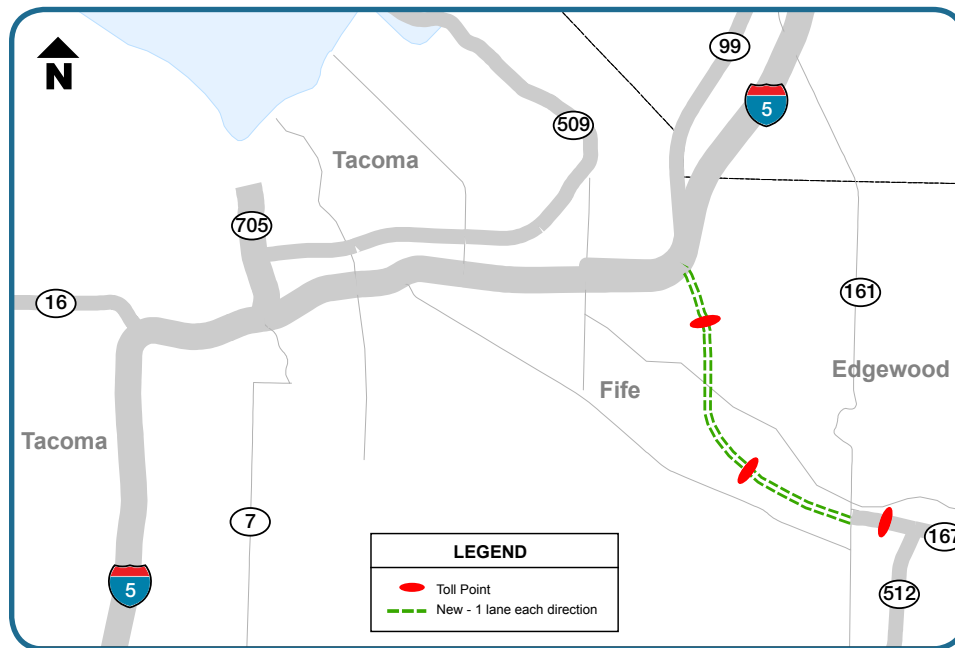 N
99
5
509
Tacoma
705
16
161
Edgewood
Fife
Tacoma
7
167
512
5
LEGEND
Toll Point
New - 1 lane each direction